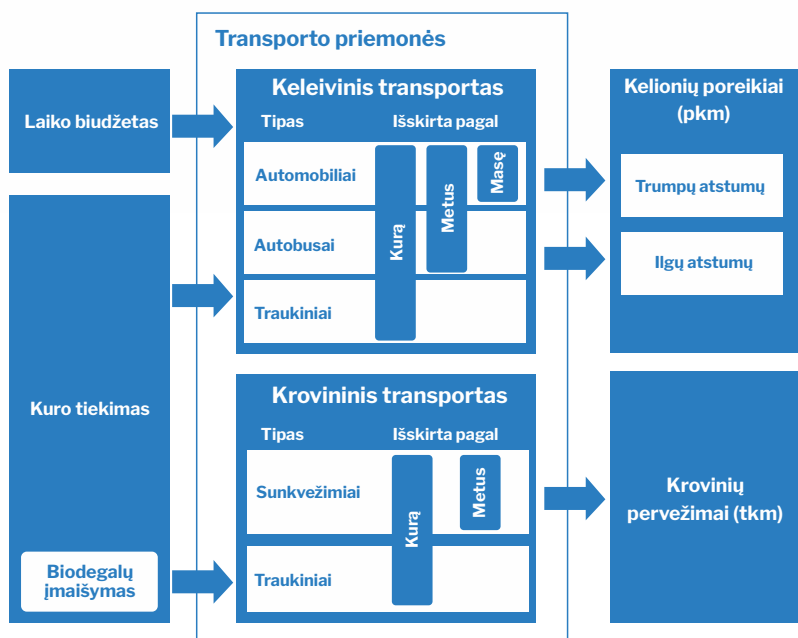 Transporto priemonės
Laiko biudžetas
Kuro tiekimas
Biodegalų
įmaišymas
Keleivinis transportas
Tipas Išskirta pagal
Automobiliai
Autobusai
Traukiniai
Kurą
Metus
Masę
Krovininis transportas
Tipas Išskirta pagal
Sunkvežimiai
Traukiniai
Kurą
Metus
Kelionių poreikiai
(pkm)
Trumpų atstumų
Ilgų atstumų
Krovinių
pervežimai (tkm)